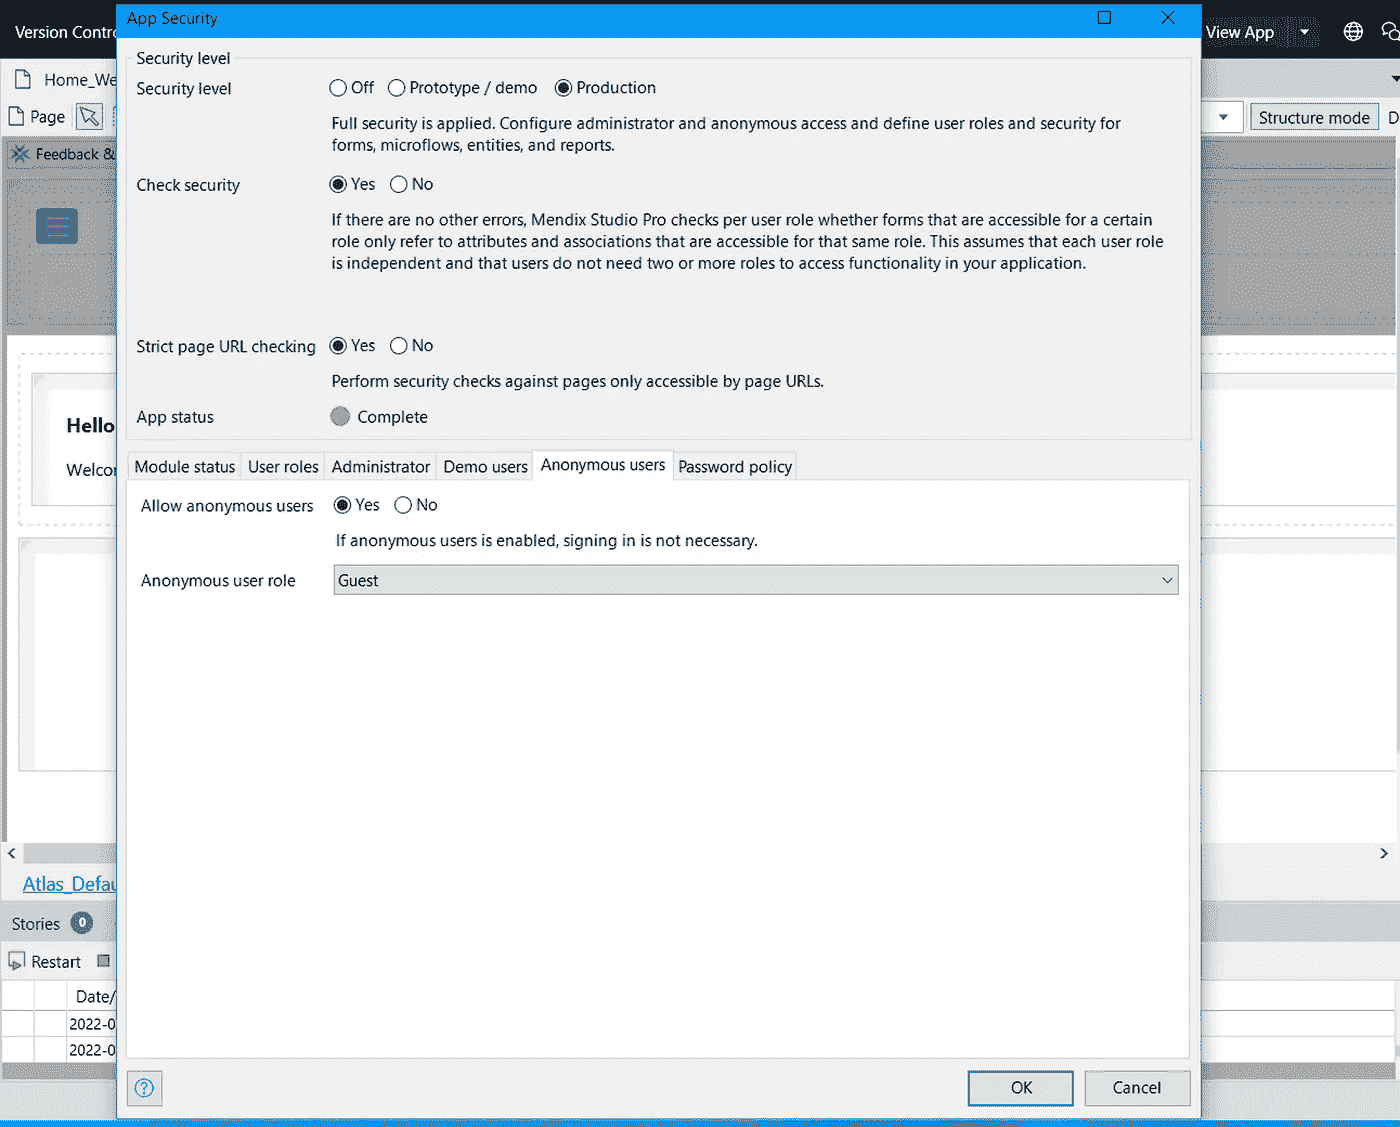 App Security
Version Contro
View App
Home_We
Page
Structure mode
D
Feedback &
Security level
Security level
Off
Prototype / demo
Production
Full security is applied. Configure administrator and anonymous access and define user roles and security for
forms, microflows, entities, and reports.
Check security
Yes
No
If there are no other errors, Mendix Studio Pro checks per user role whether forms that are accessible for a certain
role only refer to attributes and associations that are accessible for that same role. This assumes that each user role
is independent and that users do not need two or more roles to access functionality in your application.
Strict page URL checking
Yes
No
Perform security checks against pages only accessible by page URLs.
App status
Complete
Hello
Welcor
Module status
User roles
Administrator
Demo users
Anonymous users
Password policy
Allow anonymous users
Yes
No
If anonymous users is enabled, signing in is not necessary.
Anonymous user role
Guest
Atlas_Defau
Stories
0
Restart
Date/
2022-0
2022-0
?
OK
Cancel